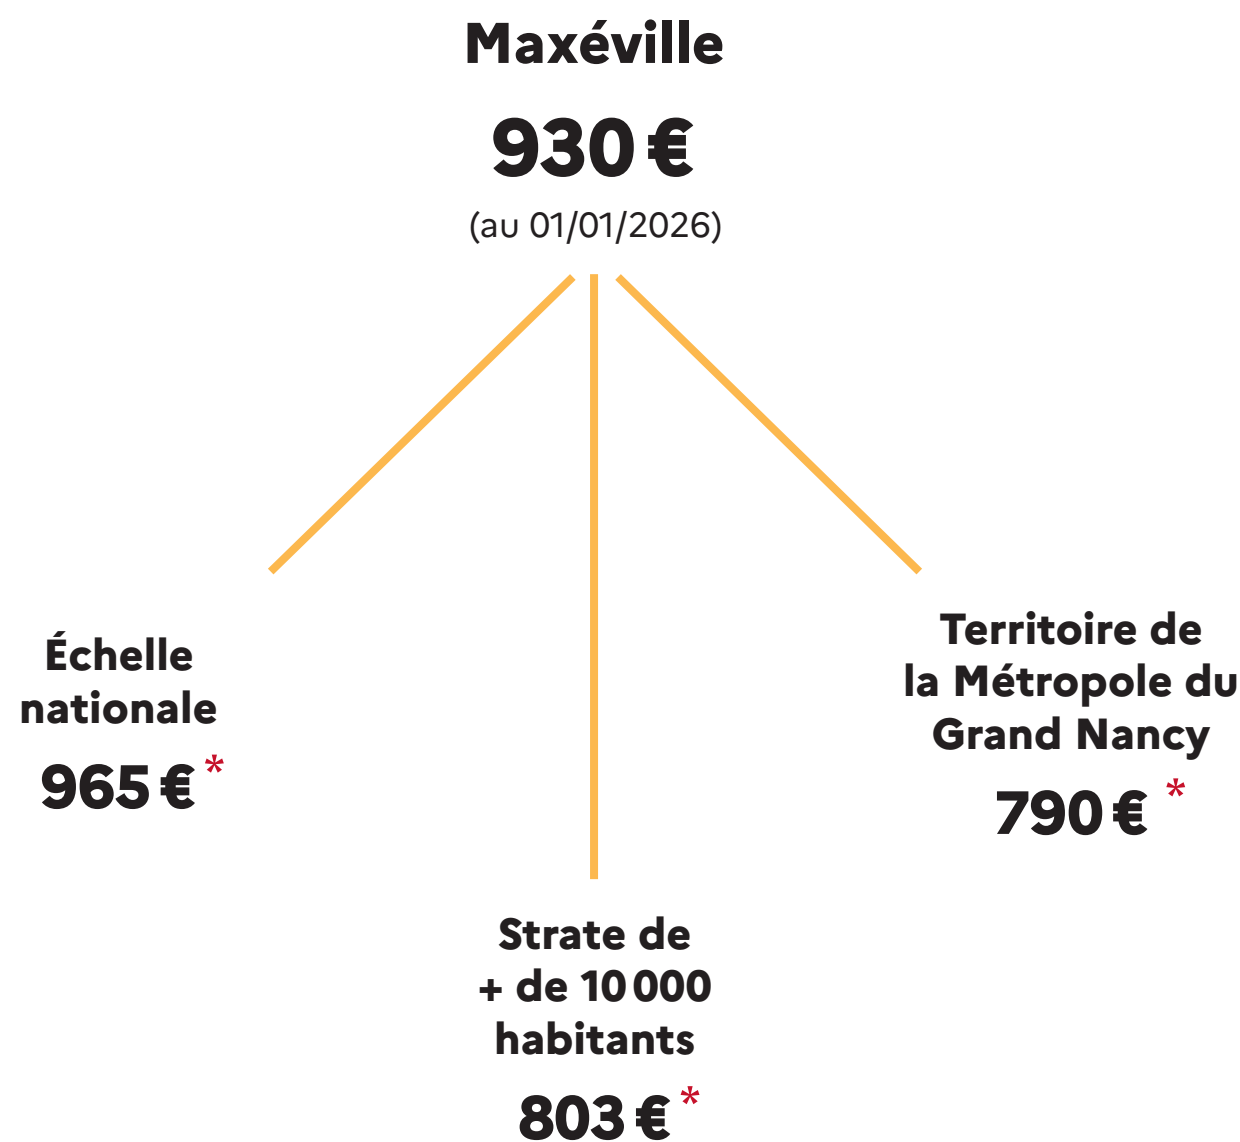 Maxéville
930 €
(au 01/01/2026)
Échelle
nationale
965 € *
Territoire de
la Métropole du
Grand Nancy
790 € *
Strate de
+ de 10 000
habitants
803 € *